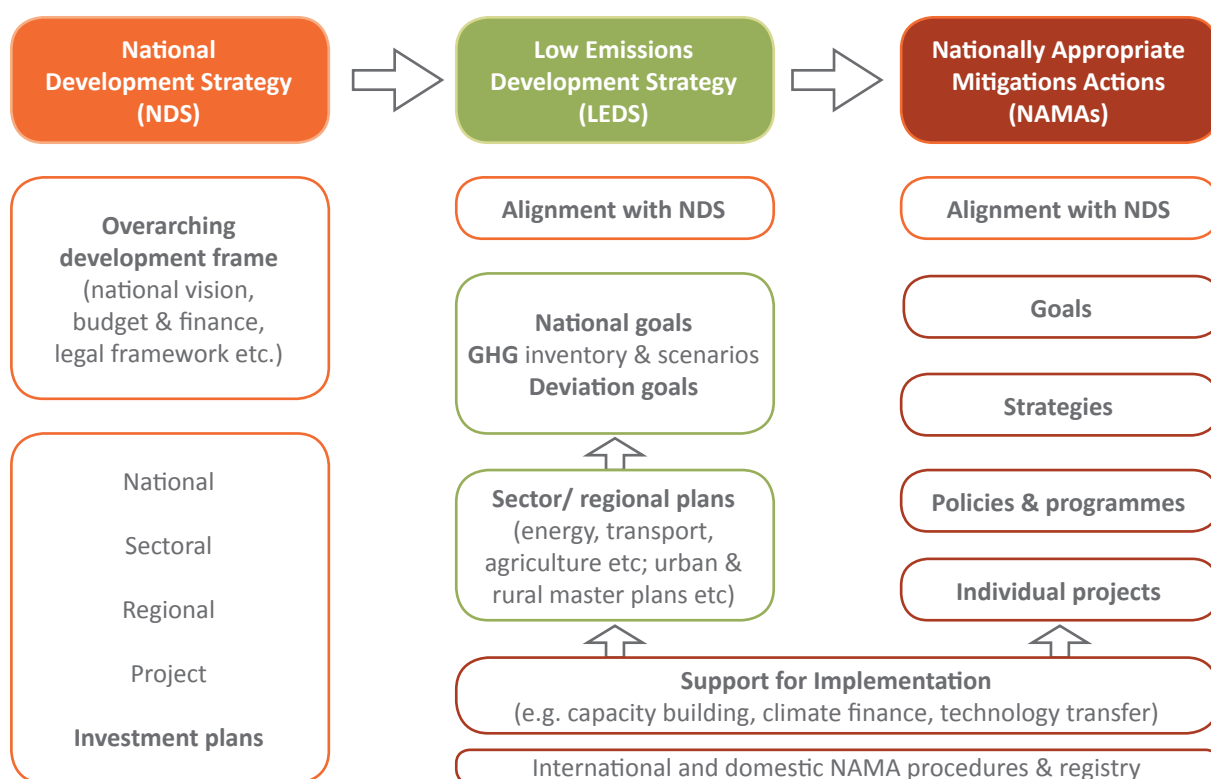 National
Development Strategy
(NDS)
Low Emissions
Development Strategy
(LEDS)
Nationally Appropriate
Mitigations Actions
(NAMAs)
Overarching
development frame
(national vision,
budget & finance,
legal framework etc.)
National
Sectoral
Regional
Project
Investment plans
Alignment with NDS
National goals
GHG inventory & scenarios
Deviation goals
Sector/ regional plans
(energy, transport,
agriculture etc; urban &
rural master plans etc)
Alignment with NDS
Goals
Strategies
Policies & programmes
Individual projects
Support for Implementation
(e.g. capacity building, climate finance, technology transfer)
International and domestic NAMA procedures & registry